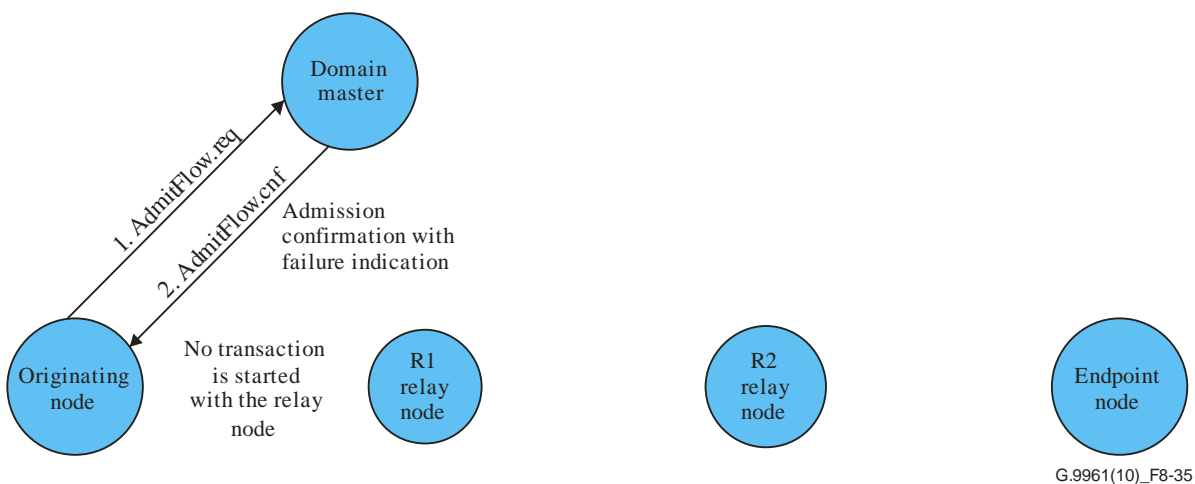 Domain
master
1. AdmitFlow.req
2. AdmitFlow.cnf
Admission
confirmation with
failure indication
Originating
node
No transaction
is started
with the relay
node
R1
relay
node
R2
relay
node
Endpoint
node
G.9961(10)_F8-35